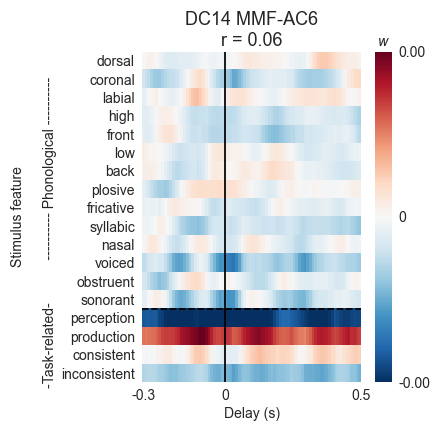 DC14 MMF-AC6
r = 0.06
w
dorsal
coronal
labial
high
front
low
back
plosive
fricative
syllabic
nasal
voiced
obstruent
sonorant
perception
production
consistent
inconsistent
Stimulus feature
---------- Phonological ----------
-Task-related-
0.00
0
-0.00
-0.3
0
0.5
Delay (s)